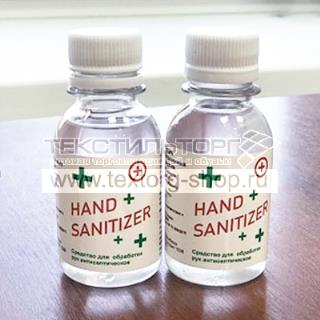 ТЕКСТИЛЬТОРГ
www.textorg-shop.ru
HAND
SANITIZER
Средство для обработки
рук антисептическое
HAND
SANITIZER
Средство для обработки
рук антисептическое